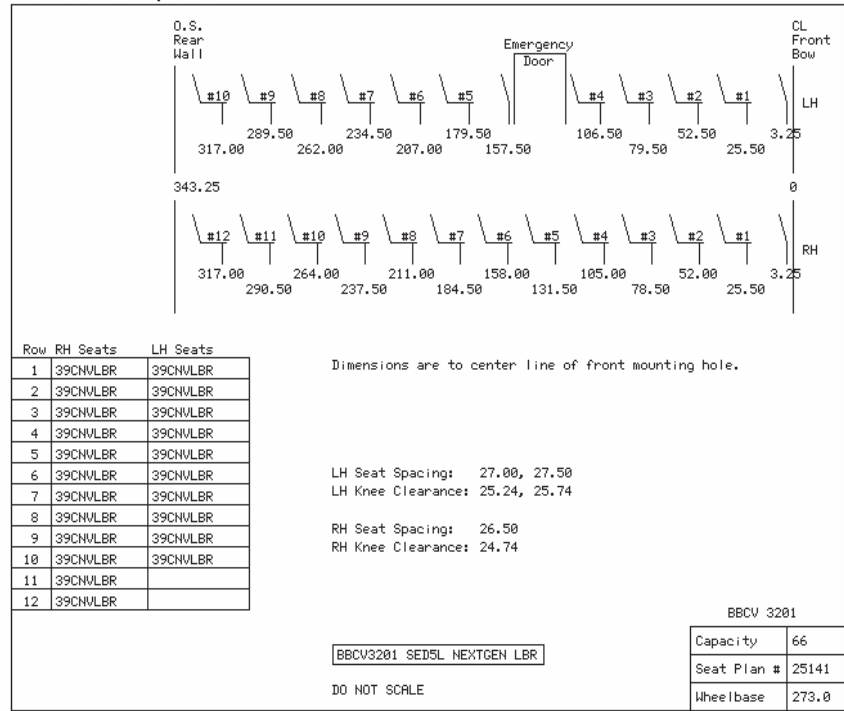 O.S.
Rear
Wall
Emergency
Door
CL
Front
Bow
#10 #9 #8 #7 #6 #5 #4 #3 #2 #1 LH
289.50 234.50 179.50 106.50 52.50 3.25
317.00 262.00 207.00 157.50 79.50 25.50
343.25 0
#12 #11 #10 #9 #8 #7 #6 #5 #4 #3 #2 #1 RH
317.00 264.00 211.00 158.00 105.00 52.00 3.25
290.50 237.50 184.50 131.50 78.50 25.50
Row RH Seats LH Seats
1 39CNVLBR 39CNVLBR
2 39CNVLBR 39CNVLBR
3 39CNVLBR 39CNVLBR
4 39CNVLBR 39CNVLBR
5 39CNVLBR 39CNVLBR
6 39CNVLBR 39CNVLBR
7 39CNVLBR 39CNVLBR
8 39CNVLBR 39CNVLBR
9 39CNVLBR 39CNVLBR
10 39CNVLBR 39CNVLBR
11 39CNVLBR
12 39CNVLBR
Dimensions are to center line of front mounting hole.
LH Seat Spacing: 27.00, 27.50
LH Knee Clearance: 25.24, 25.74
RH Seat Spacing: 26.50
RH Knee Clearance: 24.74
BBCV3201 SED5L NEXTGEN LBR
DO NOT SCALE
BBCV 3201
Capacity 66
Seat Plan # 25141
Wheelbase 273.0